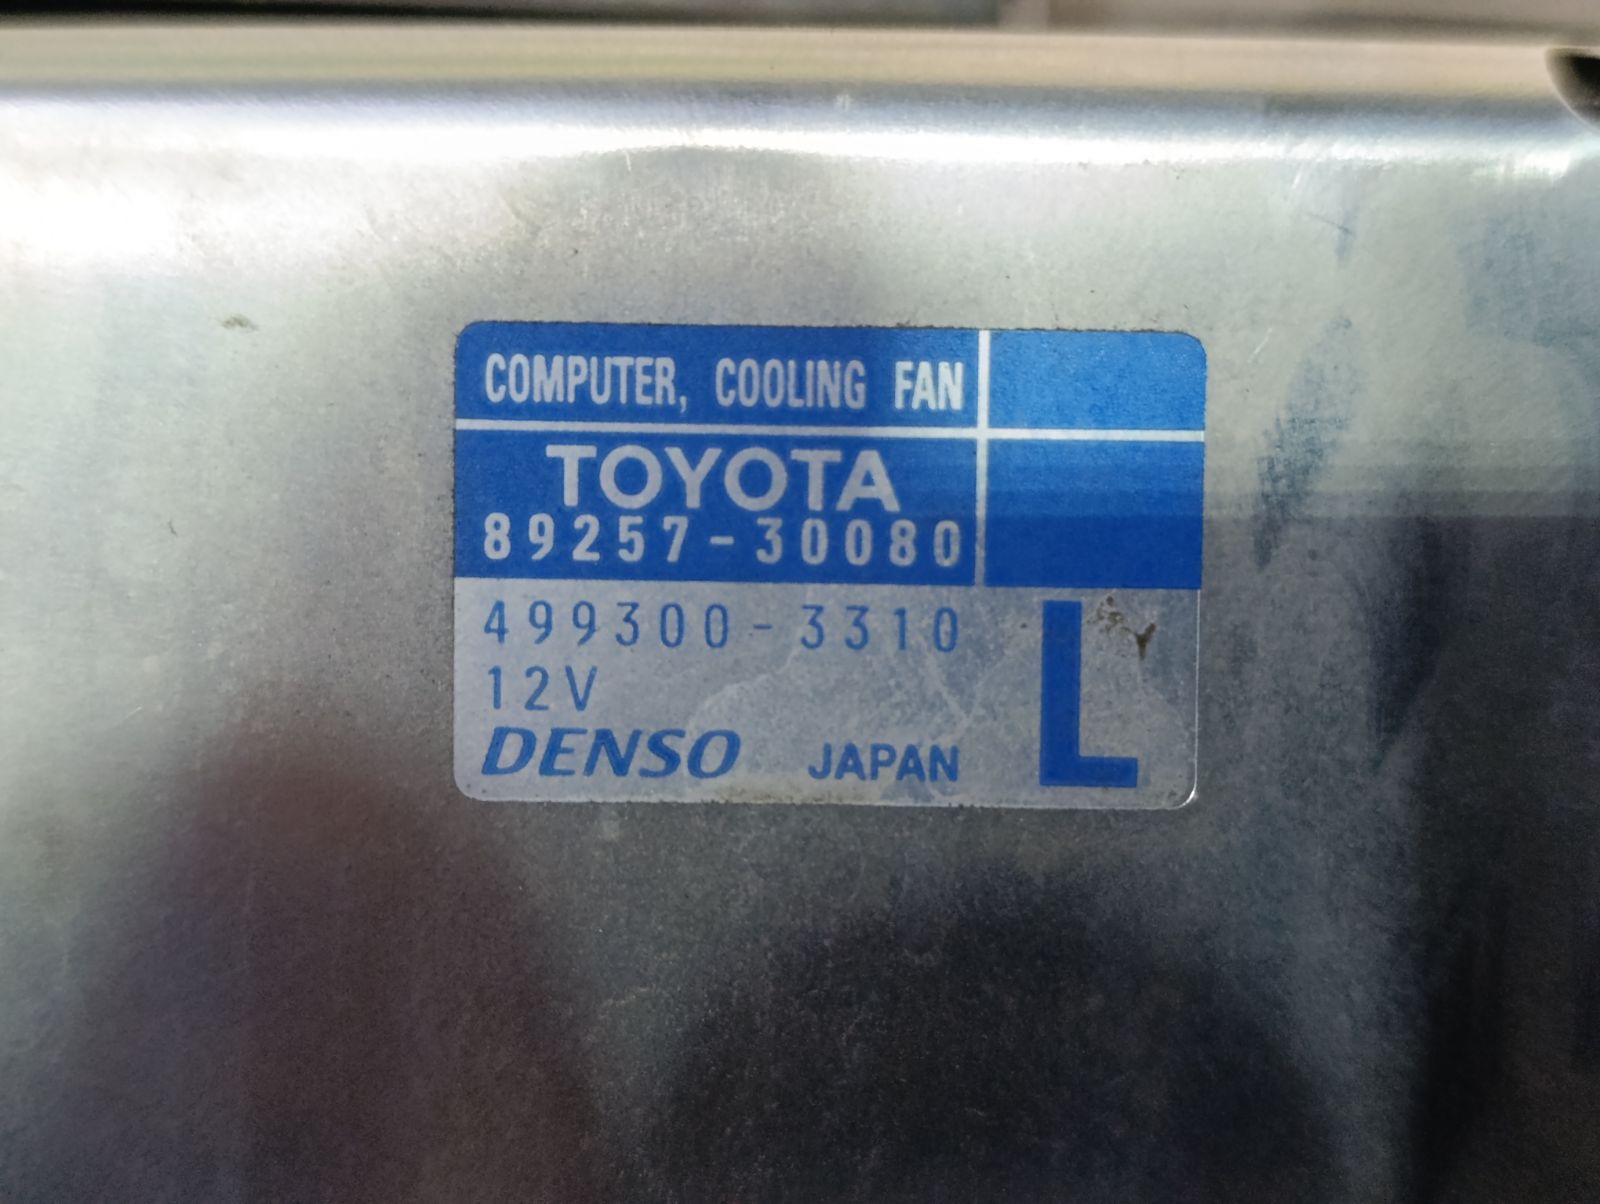 COMPUTER, COOLING FAN
TOYOTA
89257-30080
499300-3310
12V
DENSO JAPAN
L